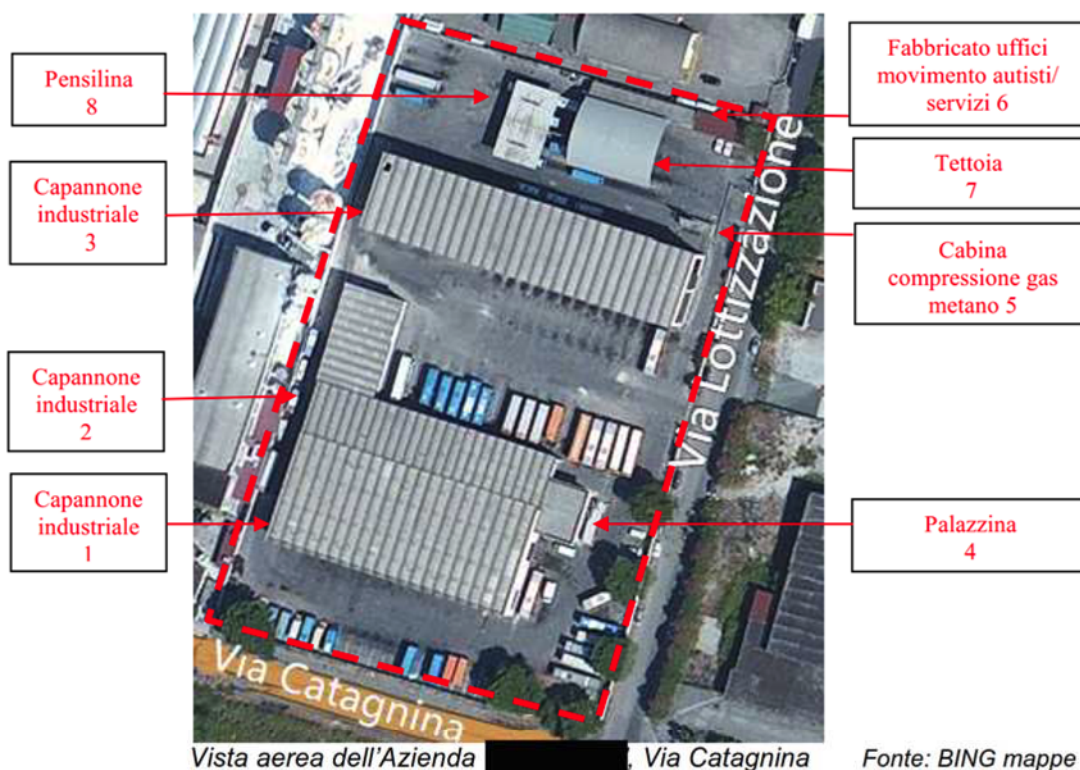 Pensilina
8
Fabbricato uffici
movimento autisti/
servizi 6
Capannone
industriale
3
Tettoia
7
Cabina
compressione gas
metano 5
Via Lottizzazione
Capannone
industriale
2
Capannone
industriale
1
Palazzina
4
Via Catagnina
Vista aerea dell'Azienda , Via Catagnina
Fonte: BING mappe